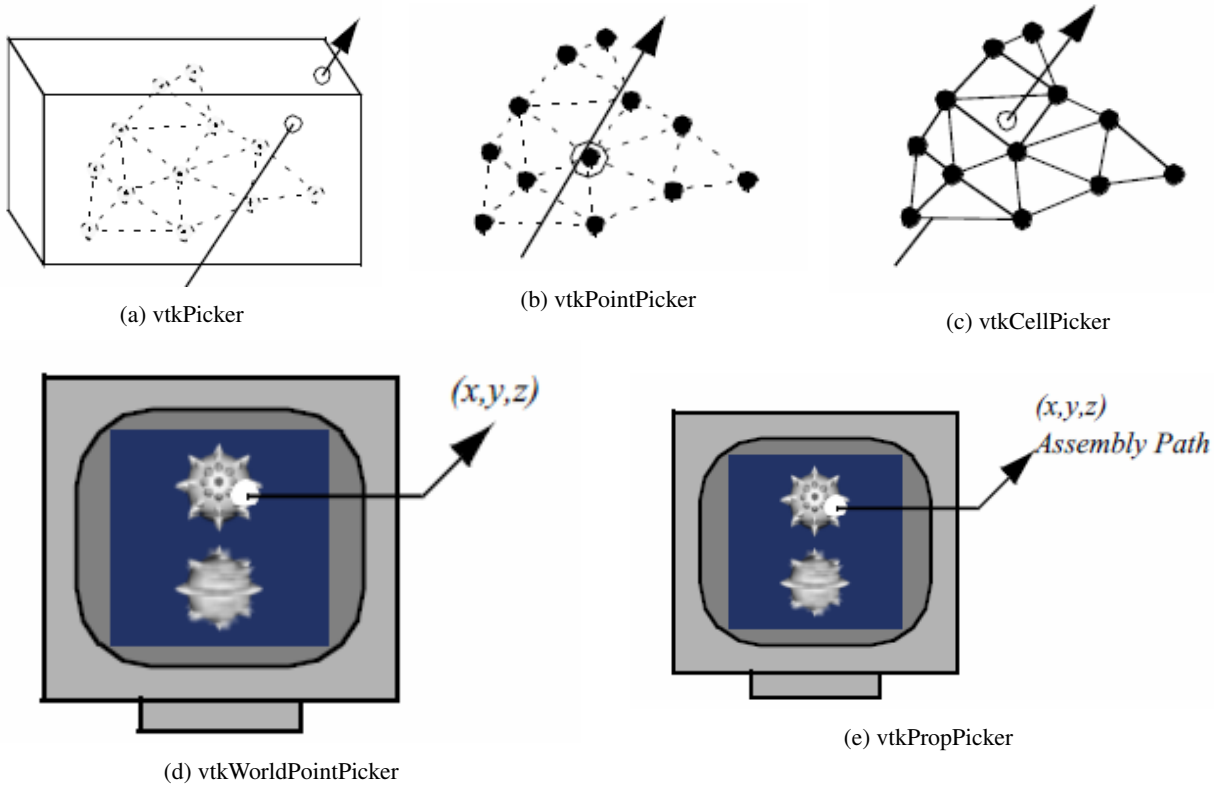 (a) vtkPicker
(b) vtkPointPicker
(c) vtkCellPicker
(x,y,z)
(d) vtkWorldPointPicker
(x,y,z)
Assembly Path
(e) vtkPropPicker